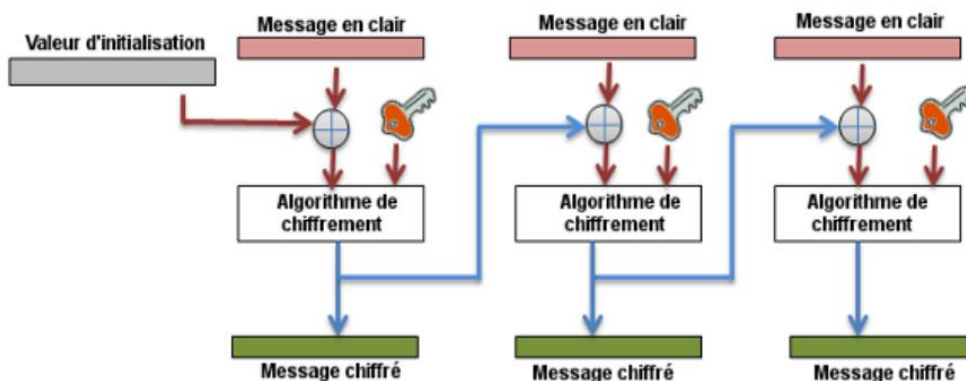 Message en clair
Message en clair
Message en clair
Valeur d'initialisation
Algorithme de
chiffrement
Algorithme de
chiffrement
Algorithme de
chiffrement
Message chiffré
Message chiffré
Message chiffré